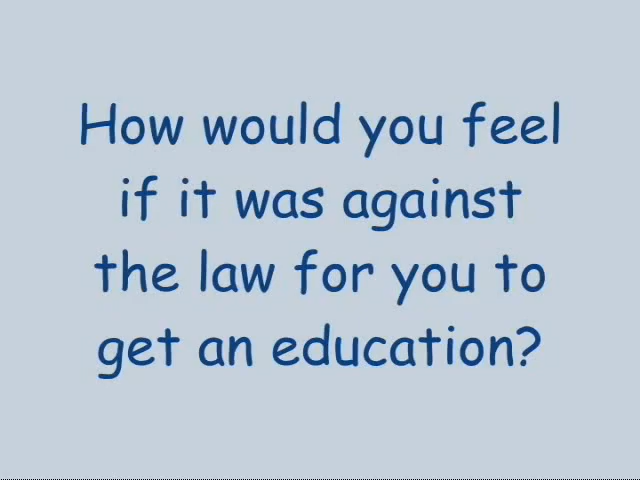 How would you feel
if it was against
the law for you to
get an education?